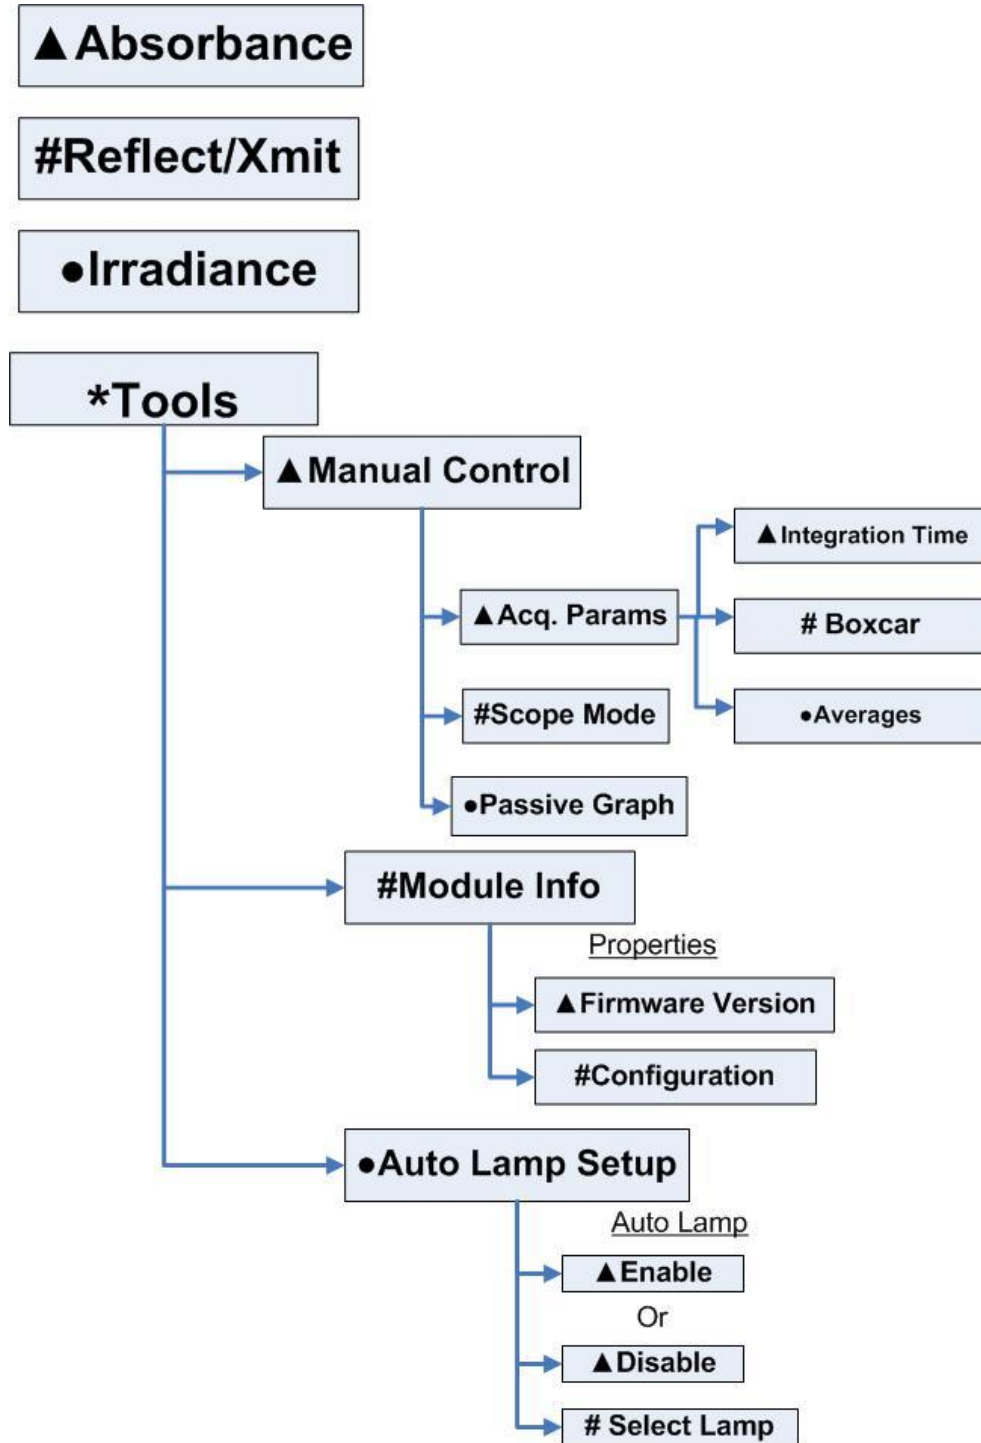 ▲Absorbance
#Reflect/Xmit
●Irradiance
*Tools
▲Manual Control
▲Acq. Params
▲Integration Time
# Boxcar
●Averages
#Scope Mode
●Passive Graph
#Module Info
Properties
▲Firmware Version
#Configuration
●Auto Lamp Setup
Auto Lamp
▲Enable
Or
▲Disable
# Select Lamp